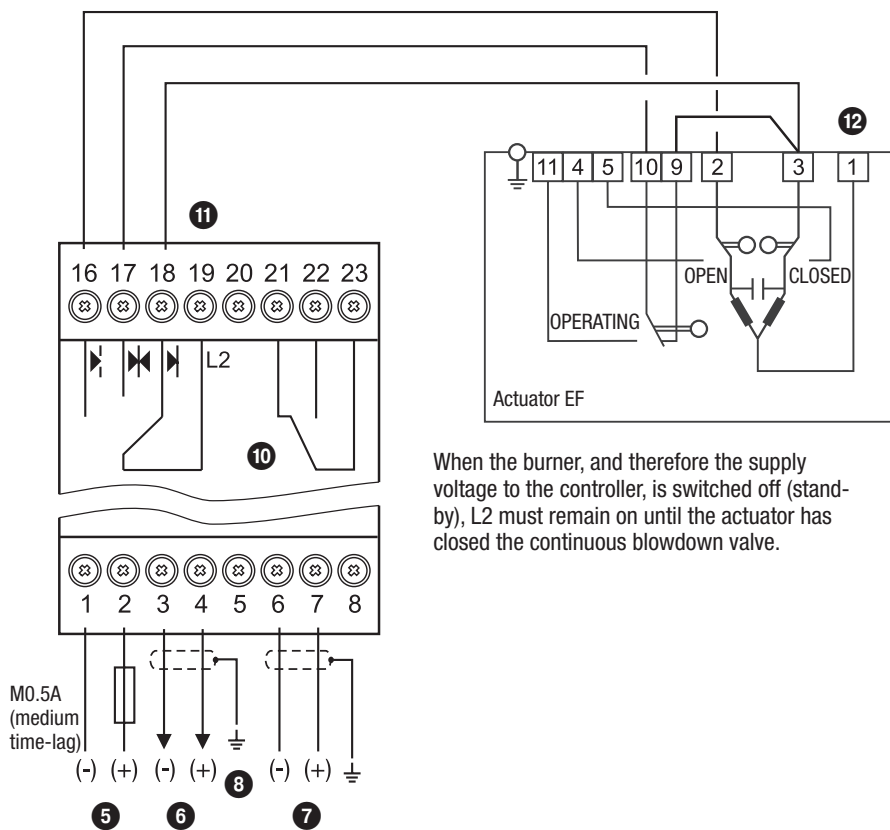 12
11 4 5 10 9 2 3 1
11
16 17 18 19 20 21 22 23
OPEN CLOSED
OPERATING
L2
Actuator EF
10
When the burner, and therefore the supply
voltage to the controller, is switched off (stand-
by), L2 must remain on until the actuator has
closed the continuous blowdown valve.
1 2 3 4 5 6 7 8
M0.5A
(medium
time-lag)
(-) (+) (-) (+) 8 (-) (+)
5 6 7